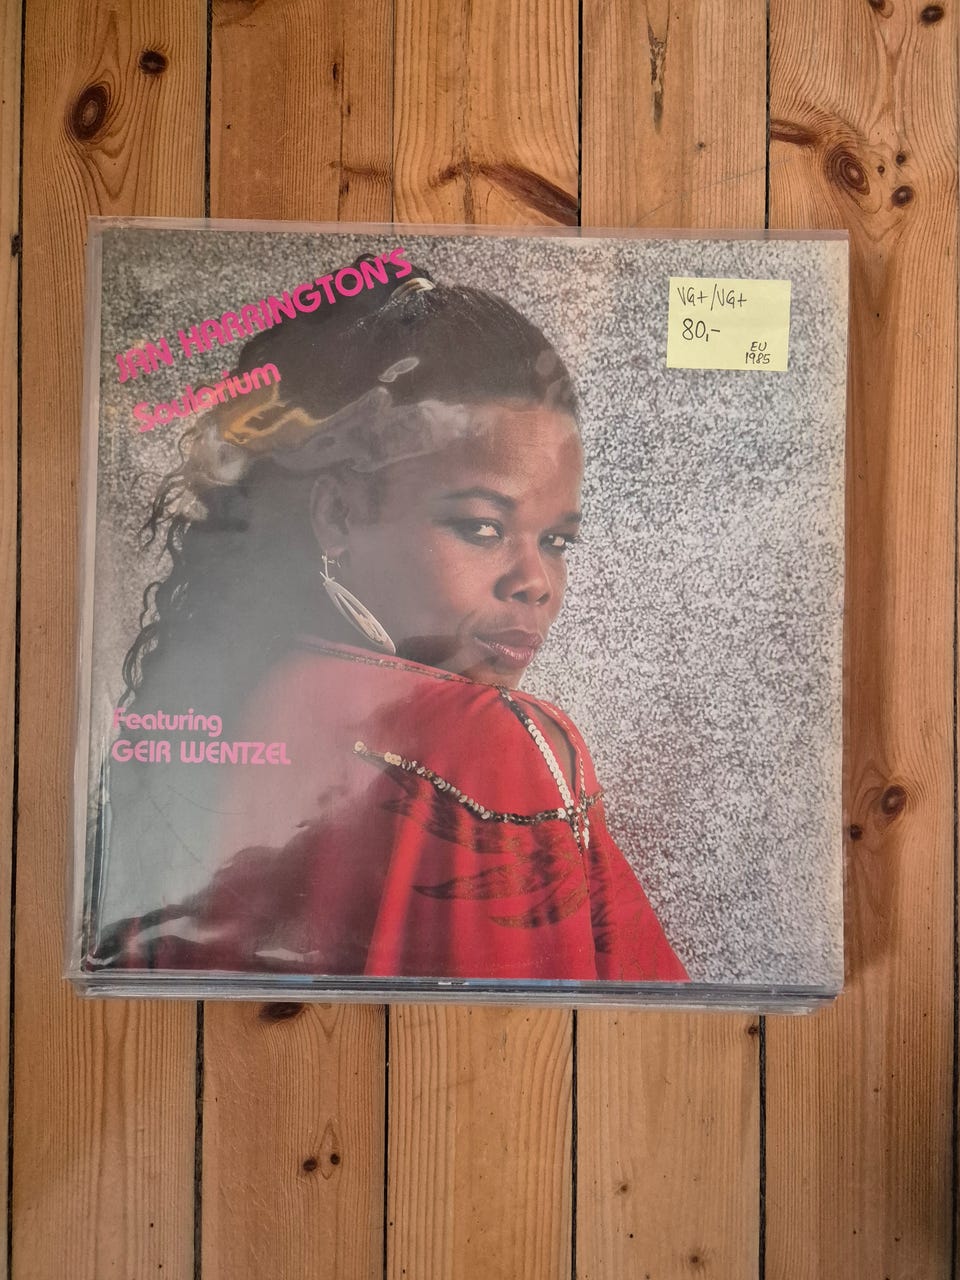 JAN HARRINGTON'S
Soularium
VG+/VG+
80,-
EU
1985
Featuring
GEIR WENTZEL